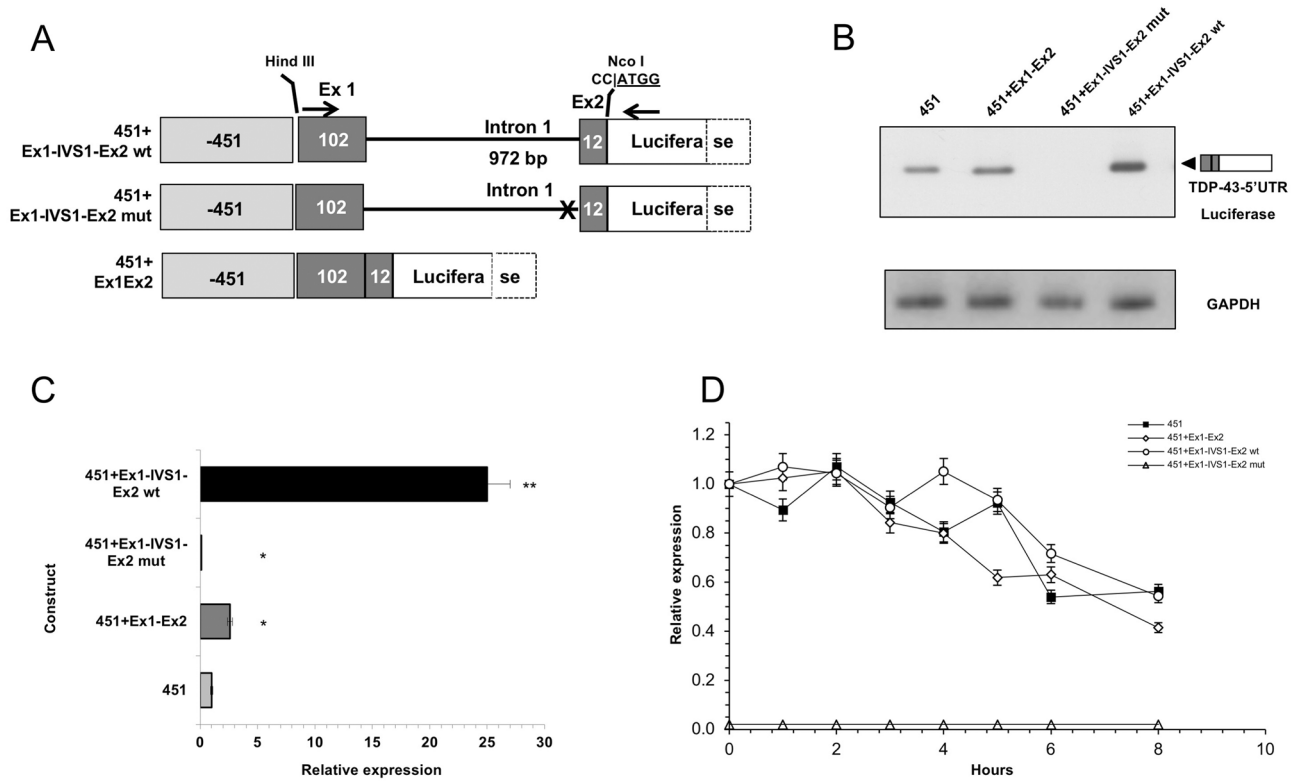 A
Hind III
Ex 1
Nco I
CC|ATGG
Ex2
451+
Ex1-IVS1-Ex2 wt
-451
102
Intron 1
972 bp
12
Lucifera se
451+
Ex1-IVS1-Ex2 mut
-451
102
Intron 1
X
12
Lucifera se
451+
Ex1Ex2
-451
102
12
Lucifera se
B
451
451+Ex1-Ex2
451+Ex1-IVS1-Ex2 mut
451+Ex1-IVS1-Ex2 wt
TDP-43-5'UTR
Luciferase
GAPDH
C
Construct
451+Ex1-IVS1-
Ex2 wt
**
451+Ex1-IVS1-
Ex2 mut
*
451+Ex1-Ex2
*
451
0 5 10 15 20 25 30
Relative expression
D
Relative expression
1.2
1.0
0.8
0.6
0.4
0.2
0.0
451
451+Ex1-Ex2
451+Ex1-IVS1-Ex2 wt
451+Ex1-IVS1-Ex2 mut
0 2 4 6 8 10
Hours